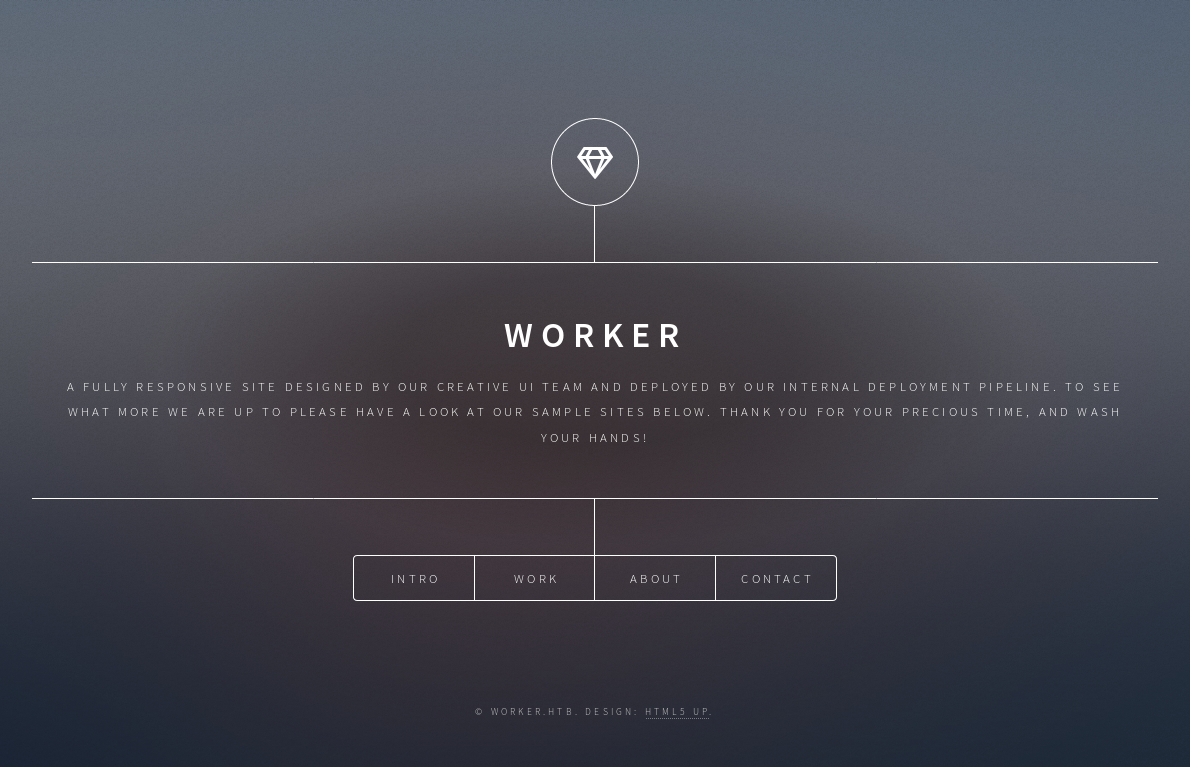 WORKER
A FULLY RESPONSIVE SITE DESIGNED BY OUR CREATIVE UI TEAM AND DEPLOYED BY OUR INTERNAL DEPLOYMENT PIPELINE. TO SEE
WHAT MORE WE ARE UP TO PLEASE HAVE A LOOK AT OUR SAMPLE SITES BELOW. THANK YOU FOR YOUR PRECIOUS TIME, AND WASH
YOUR HANDS!
INTRO WORK ABOUT CONTACT
© WORKER.HTB. DESIGN: HTML5 UP.